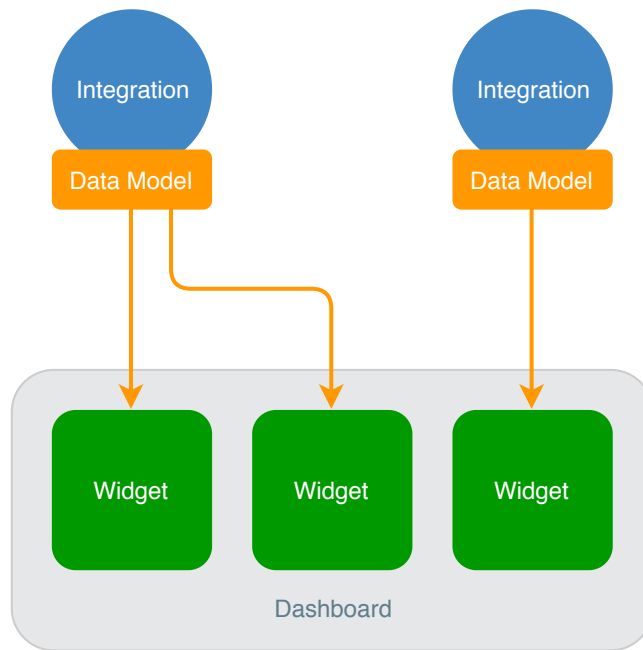 Integration
Integration
Data Model
Data Model
Widget
Widget
Widget
Dashboard